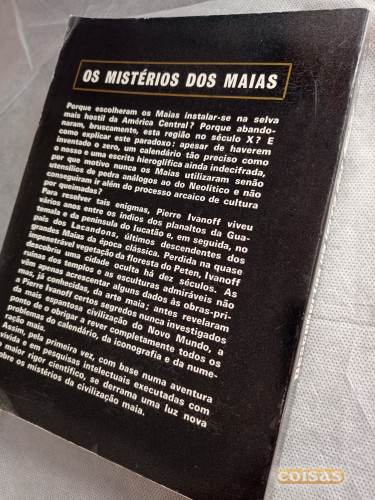 OS MISTÉRIOS DOS MAIAS
Porque escolheram os Maias instalar-se na selva
mais hostil da América Central? Porque abando-
naram, bruscamente, esta região no século X? E
como explicar este paradoxo: apesar de haverem
inventado o zero, um calendário tão preciso como
o nosso e uma escrita hieroglífica ainda indecifrada,
por que motivo nunca os Maias utilizaram senão
utensílios de pedra análogos ao do Neolítico e não
conseguiram ir além do processo arcaico de cultura
por queimadas?
Para resolver tais enigmas, Pierre Ivanoff viveu
vários anos entre os índios dos planaltos da Gua-
temala e da península do Iucatão e, em seguida, no
país dos Lacandons, últimos descendentes dos
grandes Maias da época clássica. Perdida na quase
impenetrável vegetação da floresta do Peten, Ivanoff
descobriu uma cidade oculta há dez séculos. As
ruínas dos templos e as esculturas admiráveis não
vêm apenas acrescentar alguns dados às obras-pri-
mas, já conhecidas, da arte maia; antes revelaram
a Pierre Ivanoff certos segredos nunca investigados
da mais espantosa civilização do Novo Mundo, a
ponto de o obrigar a rever completamente todos os
problemas do calendário, da iconografia e da nume-
ração maia.
Assim, pela primeira vez, com base numa aventura
vivida e em pesquisas intelectuais executadas com
o maior rigor científico, se derrama uma luz nova
sobre os mistérios da civilização maia.
coisas